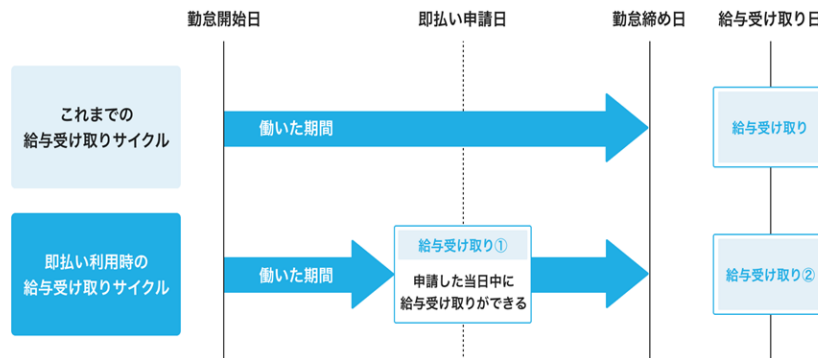 勤怠開始日
即払い申請日
勤怠締め日
給与受け取り日
これまでの
給与受け取りサイクル
働いた期間
給与受け取り
即払い利用時の
給与受け取りサイクル
働いた期間
給与受け取り①
申請した当日中に
給与受け取りができる
給与受け取り②